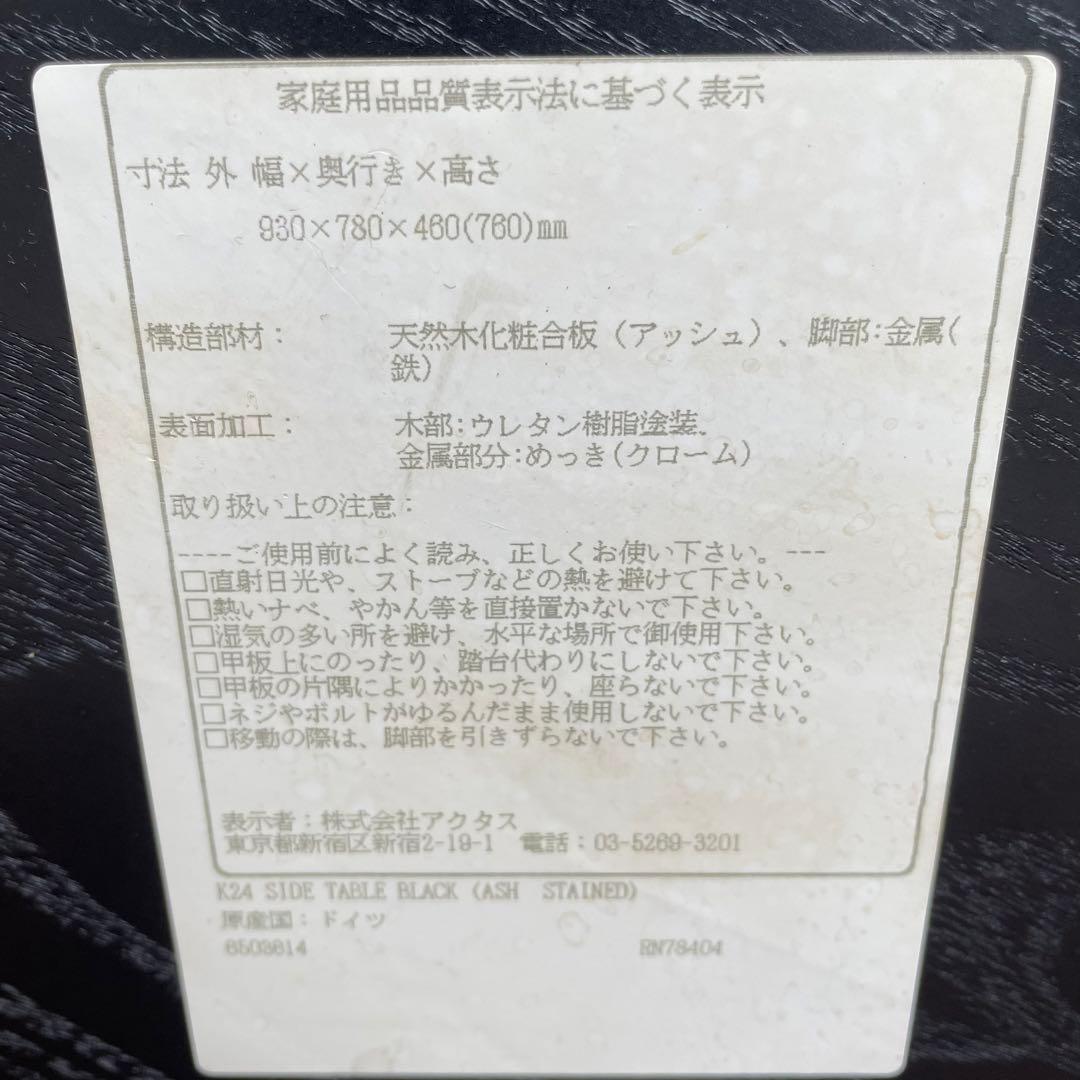 家庭用品品質表示法に基づく表示
寸法 外 幅×奥行き×高さ
930×780×460(760)mm
構造部材: 天然木化粧合板（アッシュ）、脚部:金属(
鉄)
表面加工: 木部:ウレタン樹脂塗装、
金属部分:めっき(クローム)
取り扱い上の注意:
----ご使用前によく読み、正しくお使い下さい。---
□直射日光や、ストーブなどの熱を避けて下さい。
□熱いナベ、やかん等を直接置かないで下さい。
□湿気の多い所を避け、水平な場所で御使用下さい。
□甲板上にのったり、踏台代わりにしないで下さい。
□甲板の片隅によりかかったり、座らないで下さい。
□ネジやボルトがゆるんだまま使用しないで下さい。
□移動の際は、脚部を引きずらないで下さい。
表示者:株式会社アクタス
東京都新宿区新宿2-19-1 電話:03-5269-3201
K24 SIDE TABLE BLACK (ASH STAINED)
原産国:ドイツ
6503614 RN78404